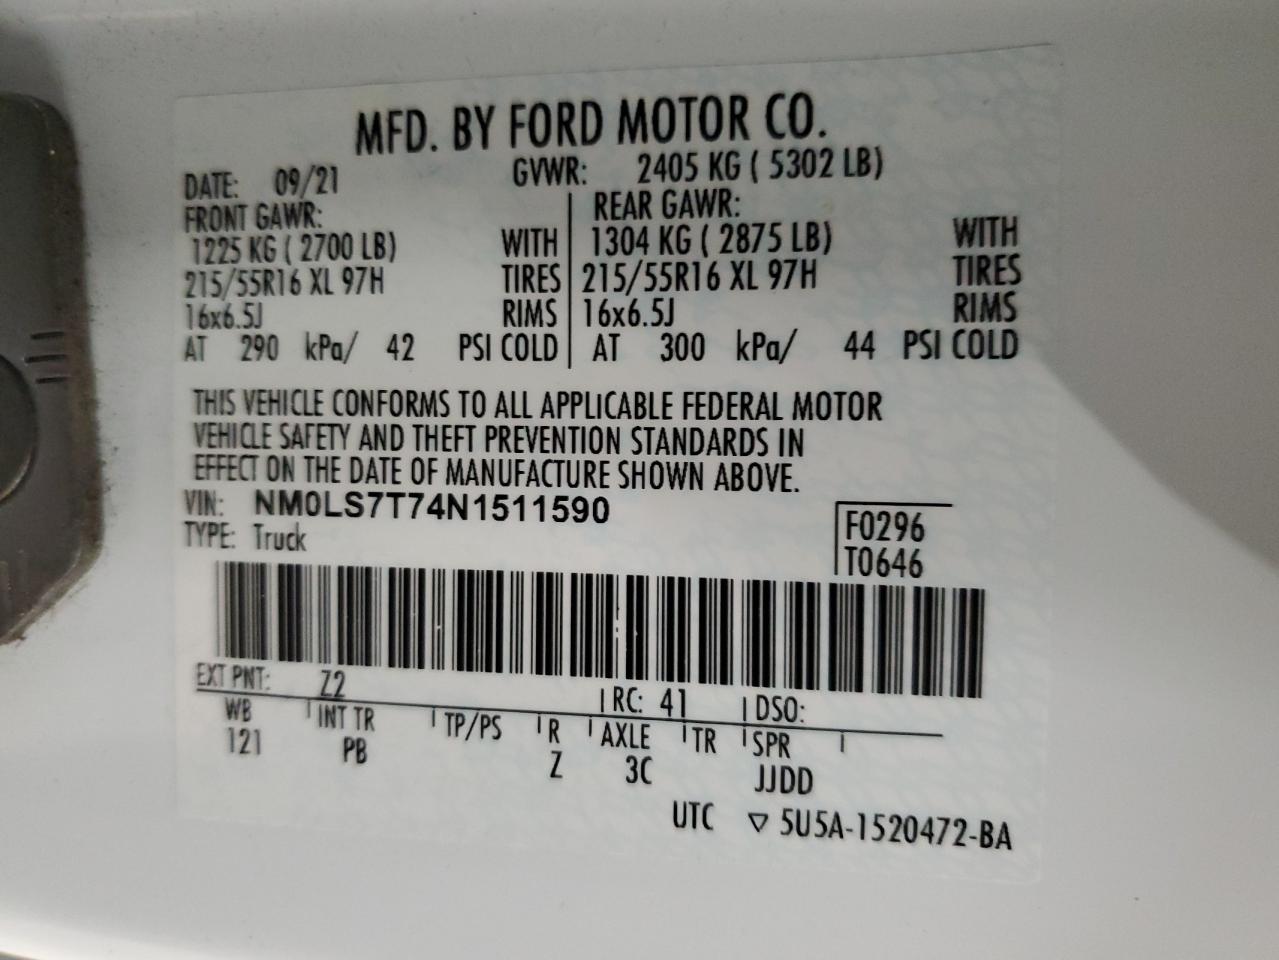 MFD. BY FORD MOTOR CO.
DATE: 09/21 GVWR: 2405 KG ( 5302 LB)
FRONT GAWR: REAR GAWR:
1225 KG ( 2700 LB) WITH 1304 KG ( 2875 LB) WITH
215/55R16 XL 97H TIRES 215/55R16 XL 97H TIRES
16x6.5J RIMS 16x6.5J RIMS
AT 290 kPa/ 42 PSI COLD AT 300 kPa/ 44 PSI COLD
THIS VEHICLE CONFORMS TO ALL APPLICABLE FEDERAL MOTOR
VEHICLE SAFETY AND THEFT PREVENTION STANDARDS IN
EFFECT ON THE DATE OF MANUFACTURE SHOWN ABOVE.
VIN: NM0LS7T74N1511590
TYPE: Truck
F0296
T0646
EXT PNT: Z2 RC: 41 DSO:
WB INT TR TP/PS R AXLE TR SPR
121 PB Z 3C JJDD
UTC ▽ 5U5A-1520472-BA